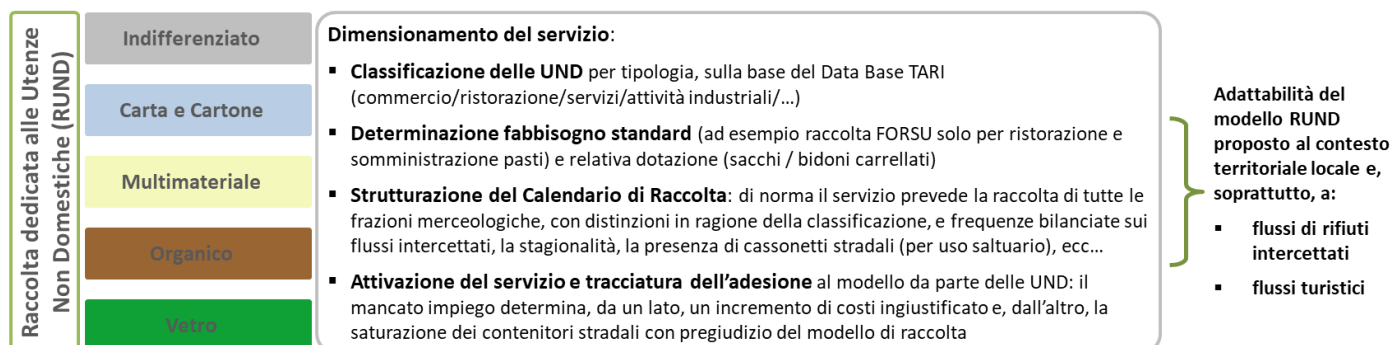 Raccolta dedicata alle Utenze
Non Domestiche (RUND)
Indifferenziato
Carta e Cartone
Multimateriale
Organico
Vetro
Dimensionamento del servizio:
▪ Classificazione delle UND per tipologia, sulla base del Data Base TARI
(commercio/ristorazione/servizi/attività industriali/…)
▪ Determinazione fabbisogno standard (ad esempio raccolta FORSU solo per ristorazione e
somministrazione pasti) e relativa dotazione (sacchi / bidoni carrellati)
▪ Strutturazione del Calendario di Raccolta: di norma il servizio prevede la raccolta di tutte le
frazioni merceologiche, con distinzioni in ragione della classificazione, e frequenze bilanciate sui
flussi intercettati, la stagionalità, la presenza di cassonetti stradali (per uso saltuario), ecc…
▪ Attivazione del servizio e tracciatura dell’adesione al modello da parte delle UND: il
mancato impiego determina, da un lato, un incremento di costi ingiustificato e, dall’altro, la
saturazione dei contenitori stradali con pregiudizio del modello di raccolta
Adattabilità del
modello RUND
proposto al contesto
territoriale locale e,
soprattutto, a:
▪ flussi di rifiuti
intercettati
▪ flussi turistici